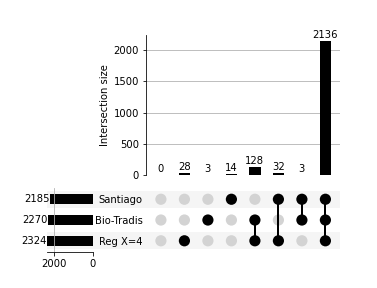 2136
2000
1500
1000
500
0
Intersection size
0 28 3 14 128 32 3
2185 Santiago
2270 Bio-Tradis
2324 Reg X=4
2000 0